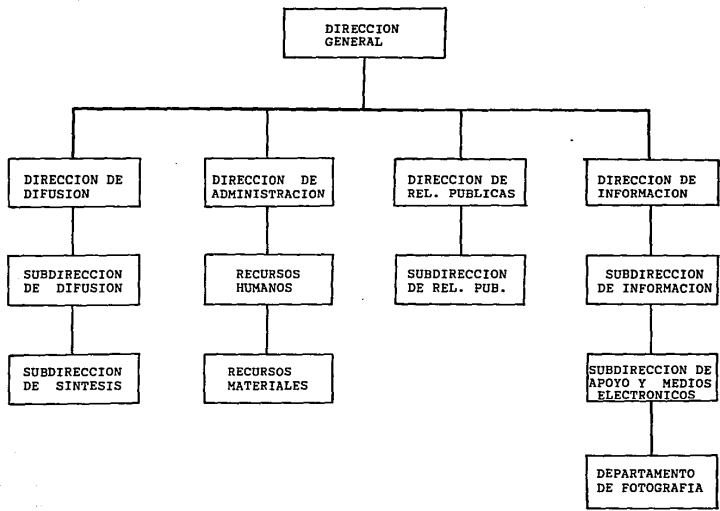 DIRECCION
GENERAL
DIRECCION DE
DIFUSION
DIRECCION DE
ADMINISTRACION
DIRECCION DE
REL. PUBLICAS
DIRECCION DE
INFORMACION
SUBDIRECCION
DE DIFUSION
RECURSOS
HUMANOS
SUBDIRECCION
DE REL. PUB.
SUBDIRECCION
DE INFORMACION
SUBDIRECCION
DE SINTESIS
RECURSOS
MATERIALES
SUBDIRECCION DE
APOYO Y MEDIOS
ELECTRONICOS
DEPARTAMENTO
DE FOTOGRAFIA